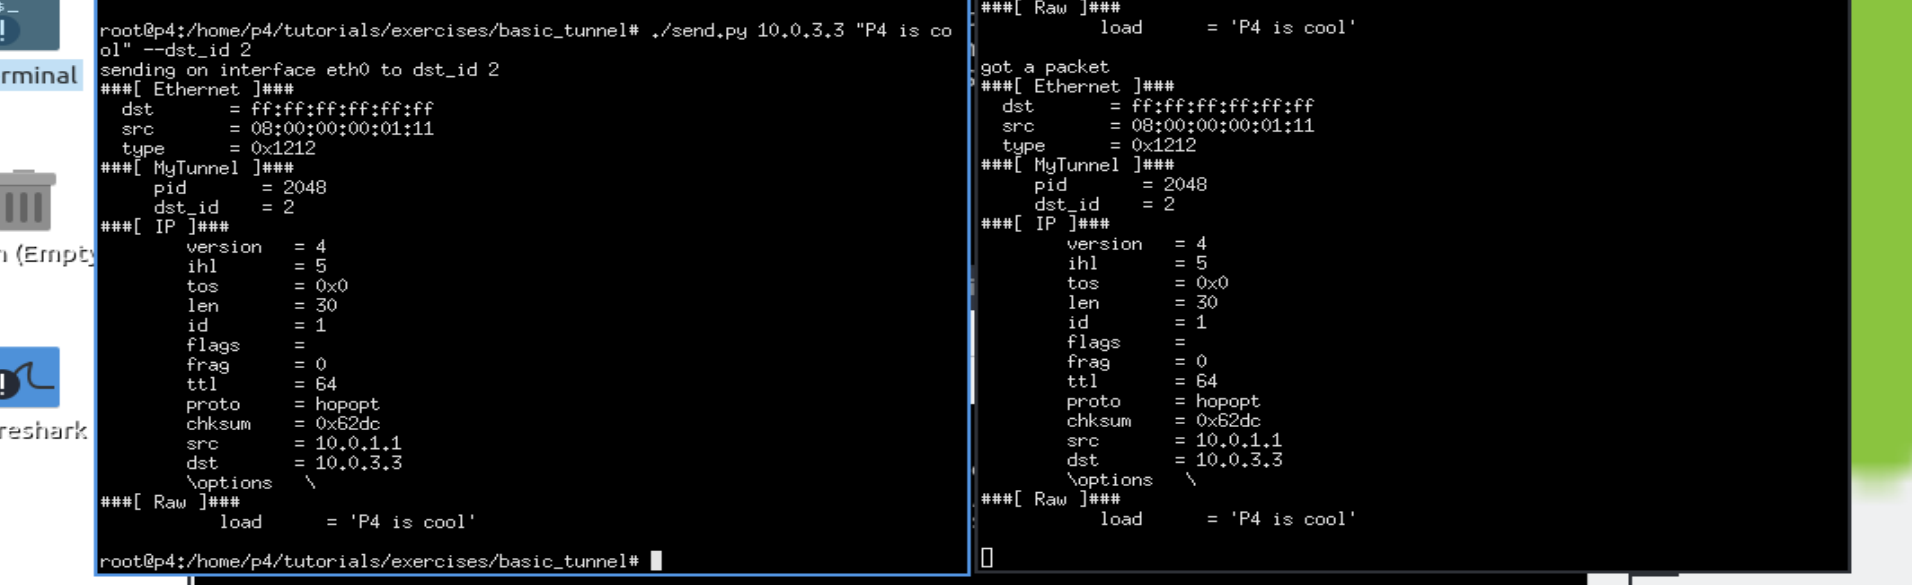 rminal
(Empty
reshark
root@p4:/home/p4/tutorials/exercises/basic_tunnel# ./send.py 10.0.3.3 "P4 is co
ol" --dst_id 2
sending on interface eth0 to dst_id 2
###[ Ethernet ]###
dst = ff:ff:ff:ff:ff:ff
src = 08:00:00:00:01:11
type = 0x1212
###[ MyTunnel ]###
pid = 2048
dst_id = 2
###[ IP ]###
version = 4
ihl = 5
tos = 0x0
len = 30
id = 1
flags =
frag = 0
ttl = 64
proto = hopopt
chksum = 0x62dc
src = 10.0.1.1
dst = 10.0.3.3
\options \
###[ Raw ]###
load = 'P4 is cool'
root@p4:/home/p4/tutorials/exercises/basic_tunnel#
###[ Raw ]###
load = 'P4 is cool'
got a packet
###[ Ethernet ]###
dst = ff:ff:ff:ff:ff:ff
src = 08:00:00:00:01:11
type = 0x1212
###[ MyTunnel ]###
pid = 2048
dst_id = 2
###[ IP ]###
version = 4
ihl = 5
tos = 0x0
len = 30
id = 1
flags =
frag = 0
ttl = 64
proto = hopopt
chksum = 0x62dc
src = 10.0.1.1
dst = 10.0.3.3
\options \
###[ Raw ]###
load = 'P4 is cool'